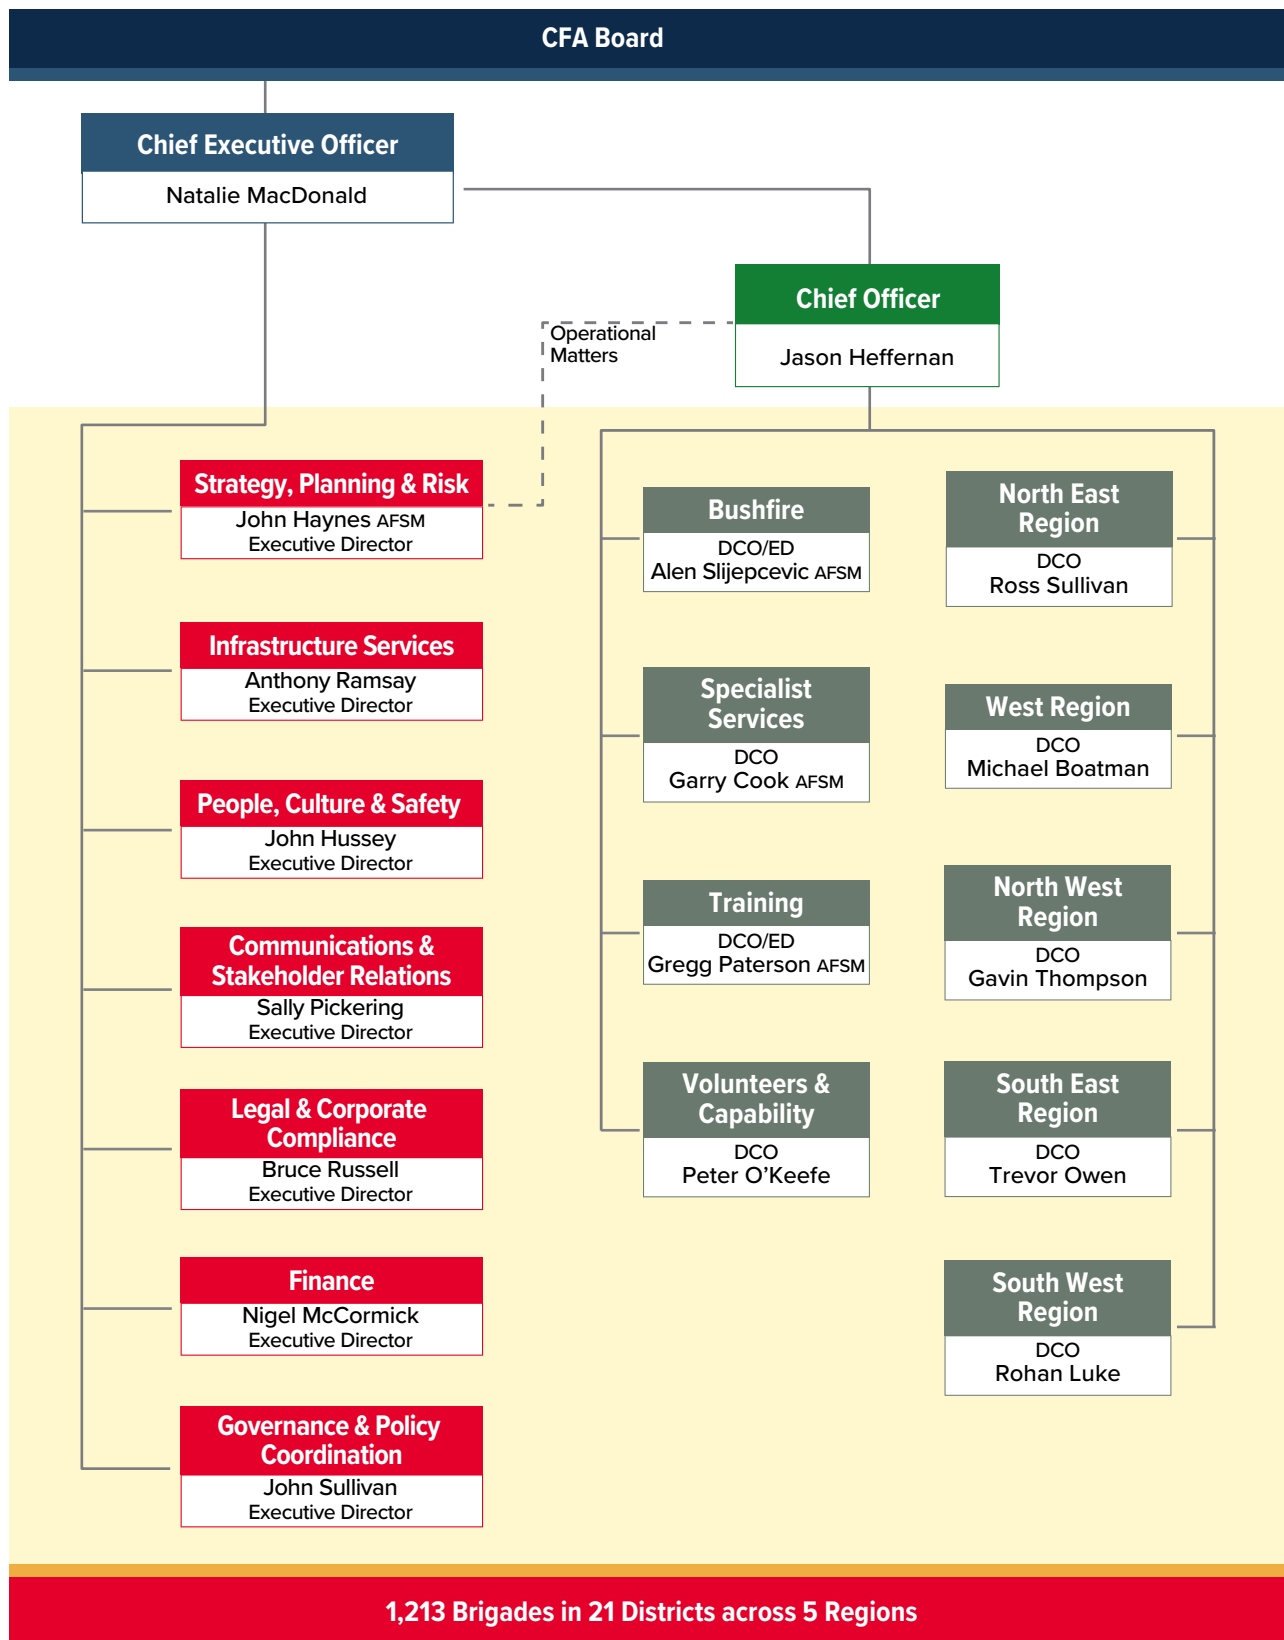 CFA Board
Chief Executive Officer
Natalie MacDonald
Chief Officer
Jason Heffernan
Operational
Matters
Strategy, Planning & Risk
John Haynes AFSM
Executive Director
Infrastructure Services
Anthony Ramsay
Executive Director
People, Culture & Safety
John Hussey
Executive Director
Communications &
Stakeholder Relations
Sally Pickering
Executive Director
Legal & Corporate
Compliance
Bruce Russell
Executive Director
Finance
Nigel McCormick
Executive Director
Governance & Policy
Coordination
John Sullivan
Executive Director
Bushfire
DCO/ED
Alen Slijepcevic AFSM
Specialist
Services
DCO
Garry Cook AFSM
Training
DCO/ED
Gregg Paterson AFSM
Volunteers &
Capability
DCO
Peter O’Keefe
North East
Region
DCO
Ross Sullivan
West Region
DCO
Michael Boatman
North West
Region
DCO
Gavin Thompson
South East
Region
DCO
Trevor Owen
South West
Region
DCO
Rohan Luke
1,213 Brigades in 21 Districts across 5 Regions